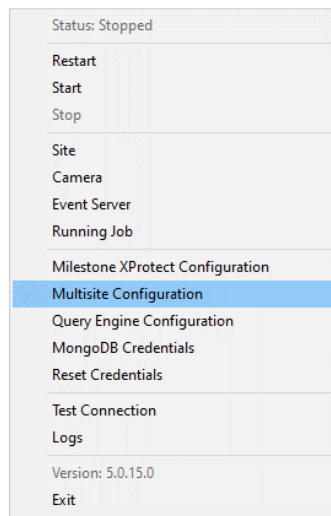 Status: Stopped
Restart
Start
Stop
Site
Camera
Event Server
Running Job
Milestone XProtect Configuration
Multisite Configuration
Query Engine Configuration
MongoDB Credentials
Reset Credentials
Test Connection
Logs
Version: 5.0.15.0
Exit